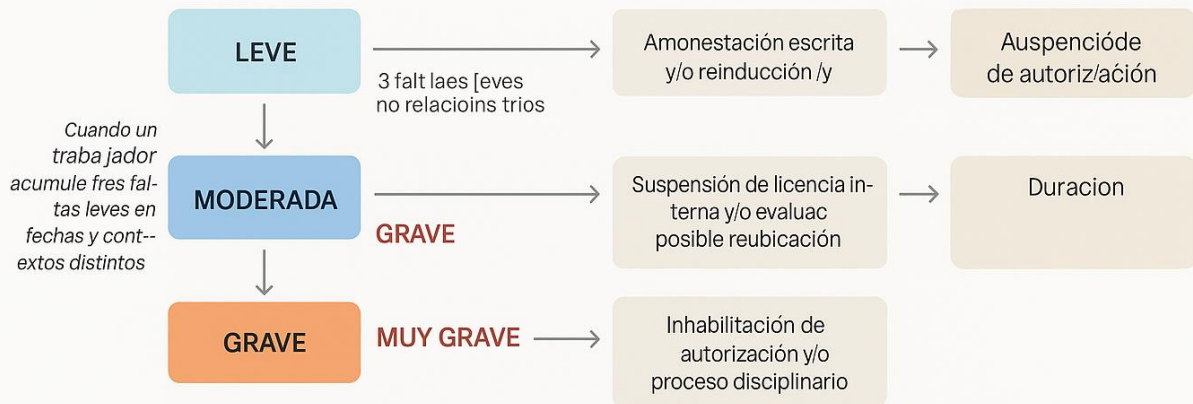 LEVE
3 falt laes [eves
no relacioins trios
Amonestación escrita
y/o reinducción /y
Auspencióde
de autoriz/aćión
Cuando un
traba jador
acumule fres fal-
tas leves en
fechas y cont--
extos distintos
MODERADA
GRAVE
Suspensión de licencia in-
terna y/o evaluac
posible reubicación
Duracion
GRAVE
MUY GRAVE
Inhabilitación de
autorización y/o
proceso disciplinario